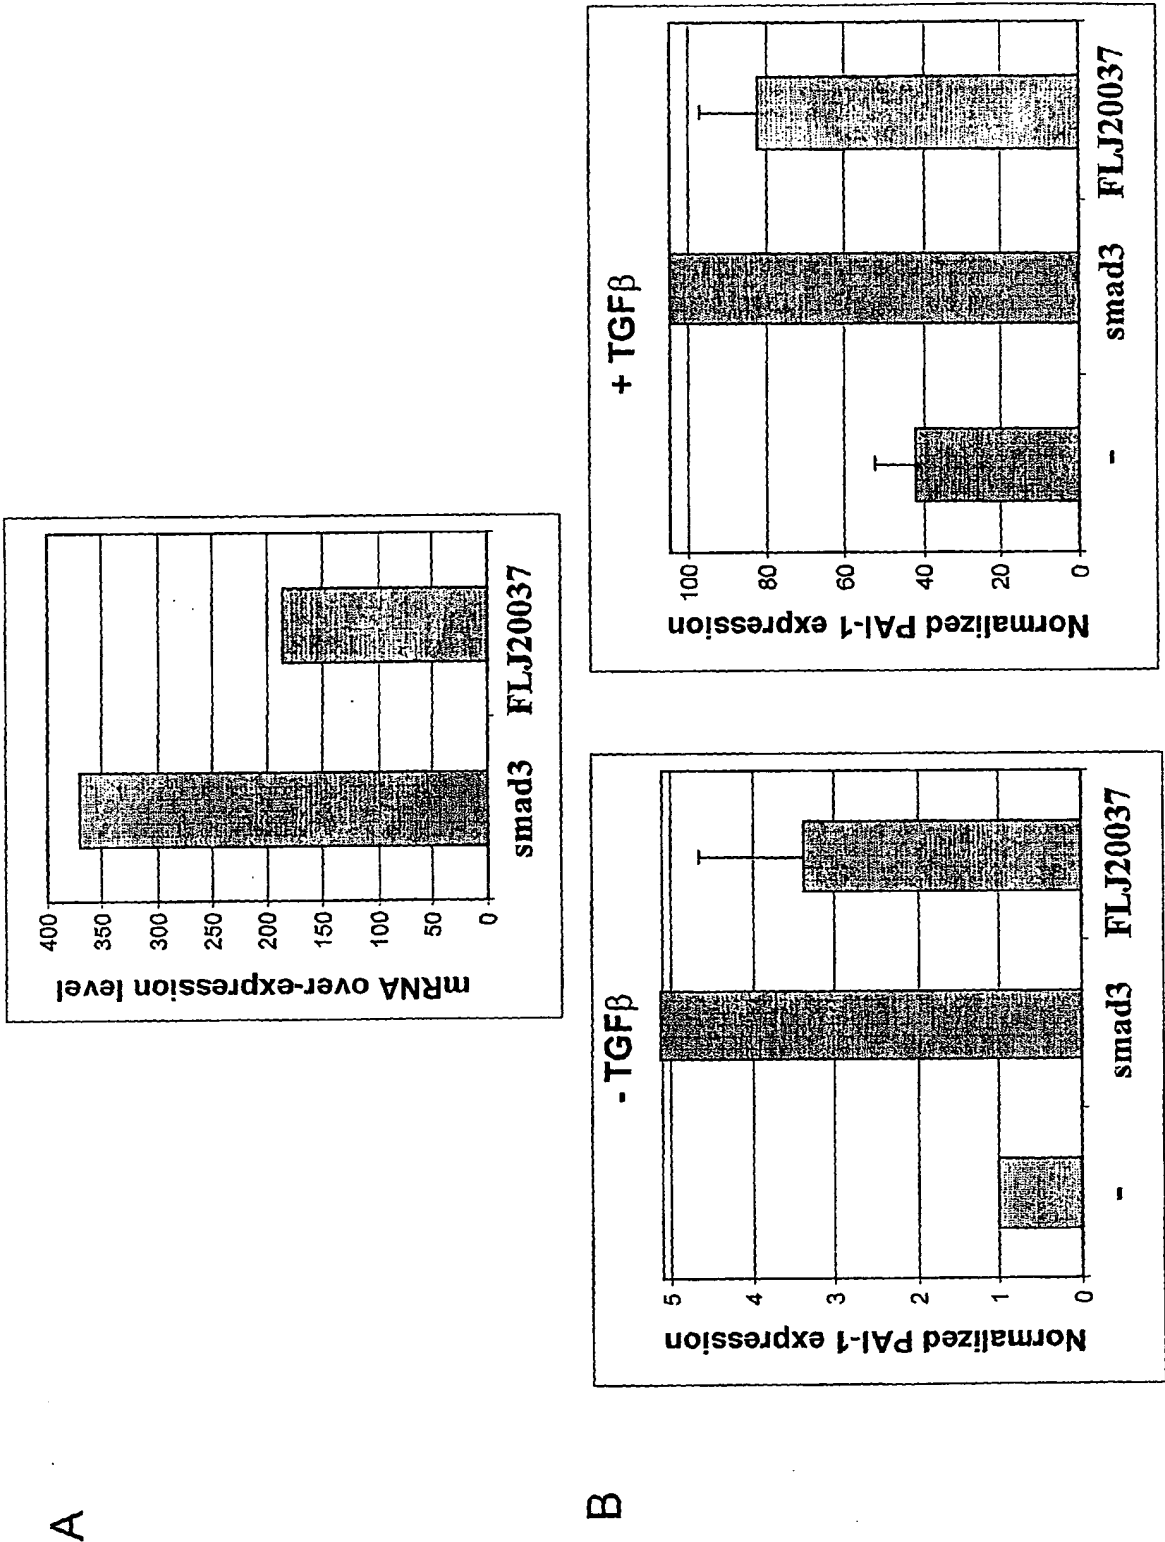 A
mRNA over-expression level
400
350
300
250
200
150
100
50
0
smad3 FLJ20037
B
- TGFβ
Normalized PAI-1 expression
5
4
3
2
1
0
- smad3 FLJ20037
+ TGFβ
Normalized PAI-1 expression
100
80
60
40
20
0
- smad3 FLJ20037